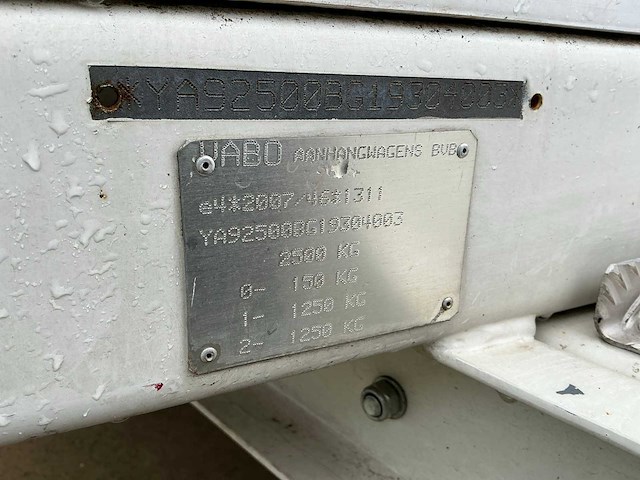 *YA92500BG19304003*
VABO AANHANGWAGENS BVBA
e4*2007/46*1311
YA92500BG19304003
2500 KG
0- 150 KG
1- 1250 KG
2- 1250 KG